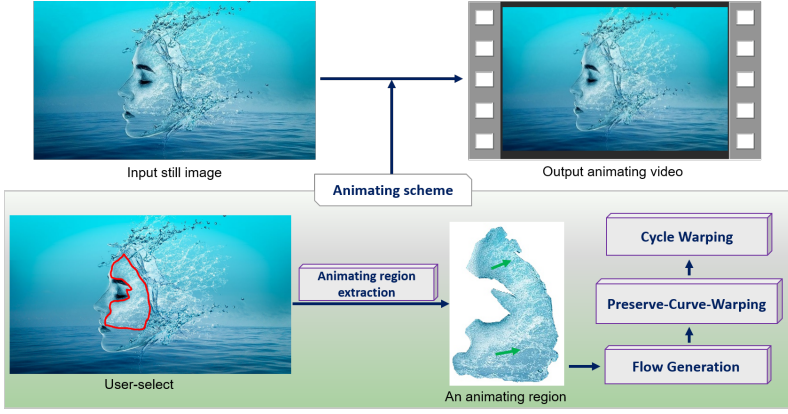 Input still image
Output animating video
Animating scheme
Animating region
extraction
Cycle Warping
Preserve-Curve-Warping
Flow Generation
User-select
An animating region